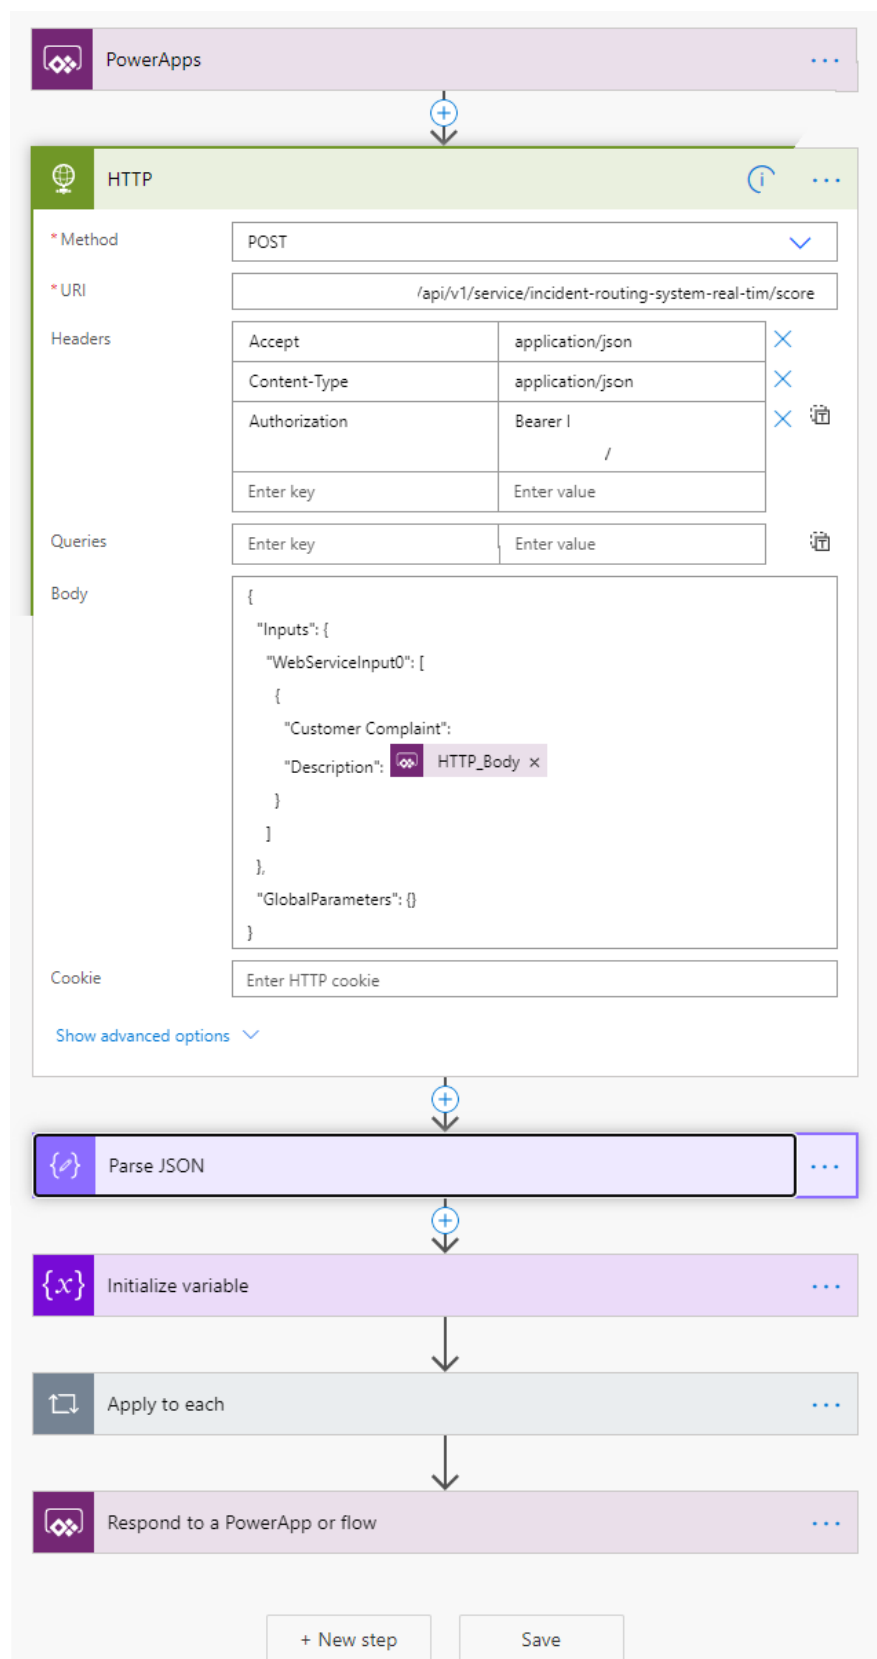 PowerApps
HTTP
* Method
POST
* URI
/api/v1/service/incident-routing-system-real-tim/score
Headers
Accept
application/json
Content-Type
application/json
Authorization
Bearer l
/
Enter key
Enter value
Queries
Enter key
Enter value
Body
{
"Inputs": {
"WebServiceInput0": [
{
"Customer Complaint":
"Description": HTTP_Body ×
}
]
},
"GlobalParameters": {}
}
Cookie
Enter HTTP cookie
Show advanced options
Parse JSON
{x} Initialize variable
Apply to each
Respond to a PowerApp or flow
+ New step
Save